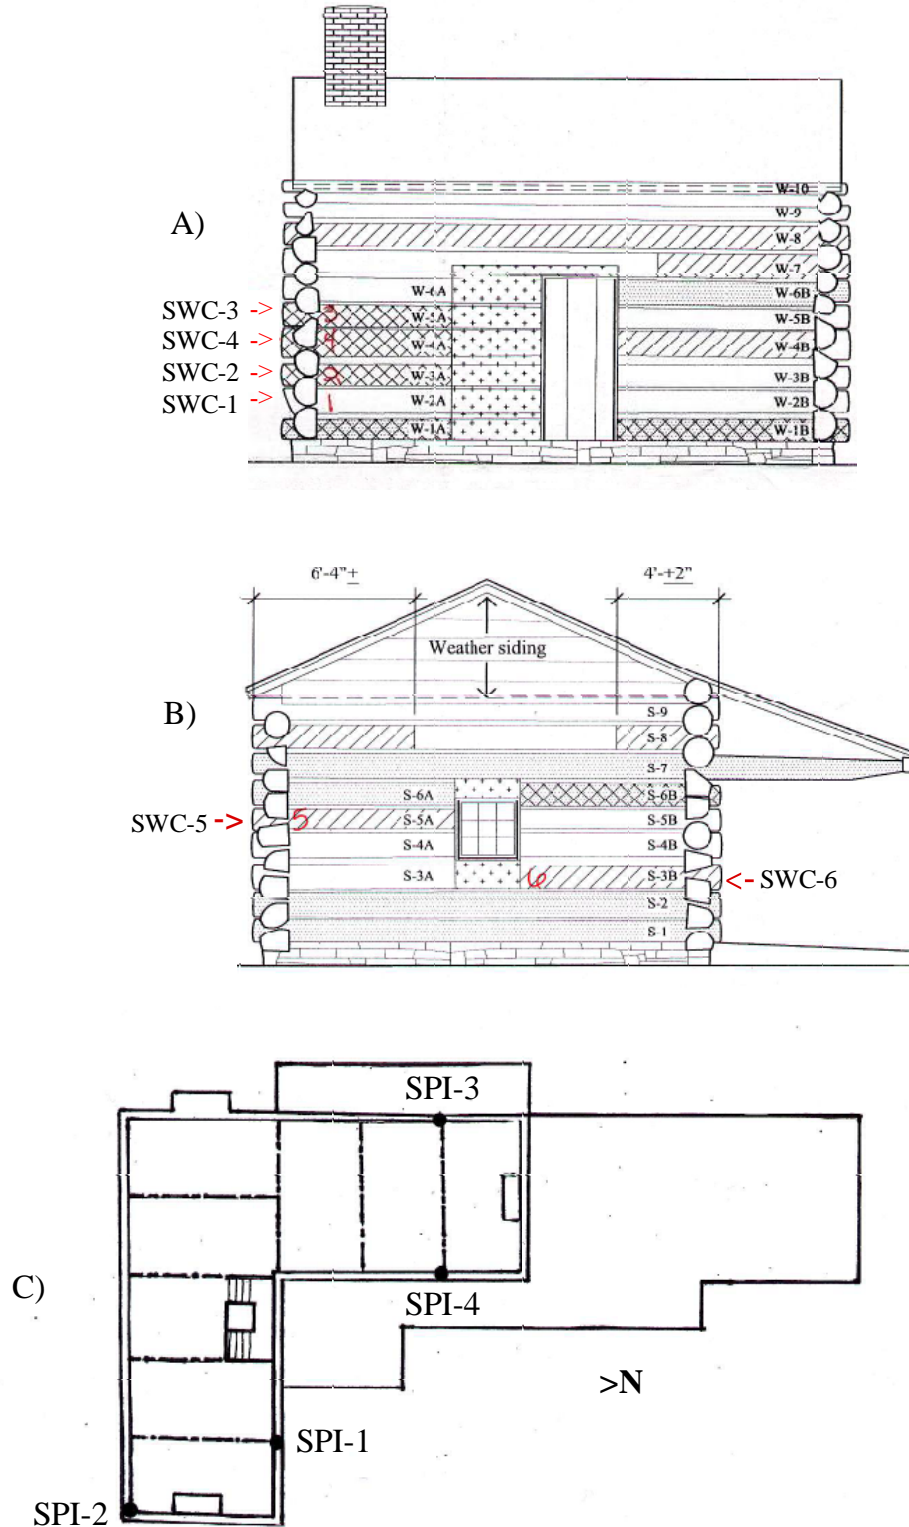 A)
W-10
W-9
W-8
W-7
W-6A
W-6B
SWC-3 ->
3
W-5A
W-5B
SWC-4 ->
4
W-4A
W-4B
SWC-2 ->
2
W-3A
W-3B
SWC-1 ->
1
W-2A
W-2B
W-1A
W-1B
6'-4"+
4'-+2"
Weather siding
B)
S-9
S-8
S-7
S-6A
S-6B
SWC-5 ->
5
S-5A
S-5B
S-4A
S-4B
S-3A
6
S-3B
<- SWC-6
S-2
S-1
SPI-3
C)
SPI-4
>N
SPI-1
SPI-2